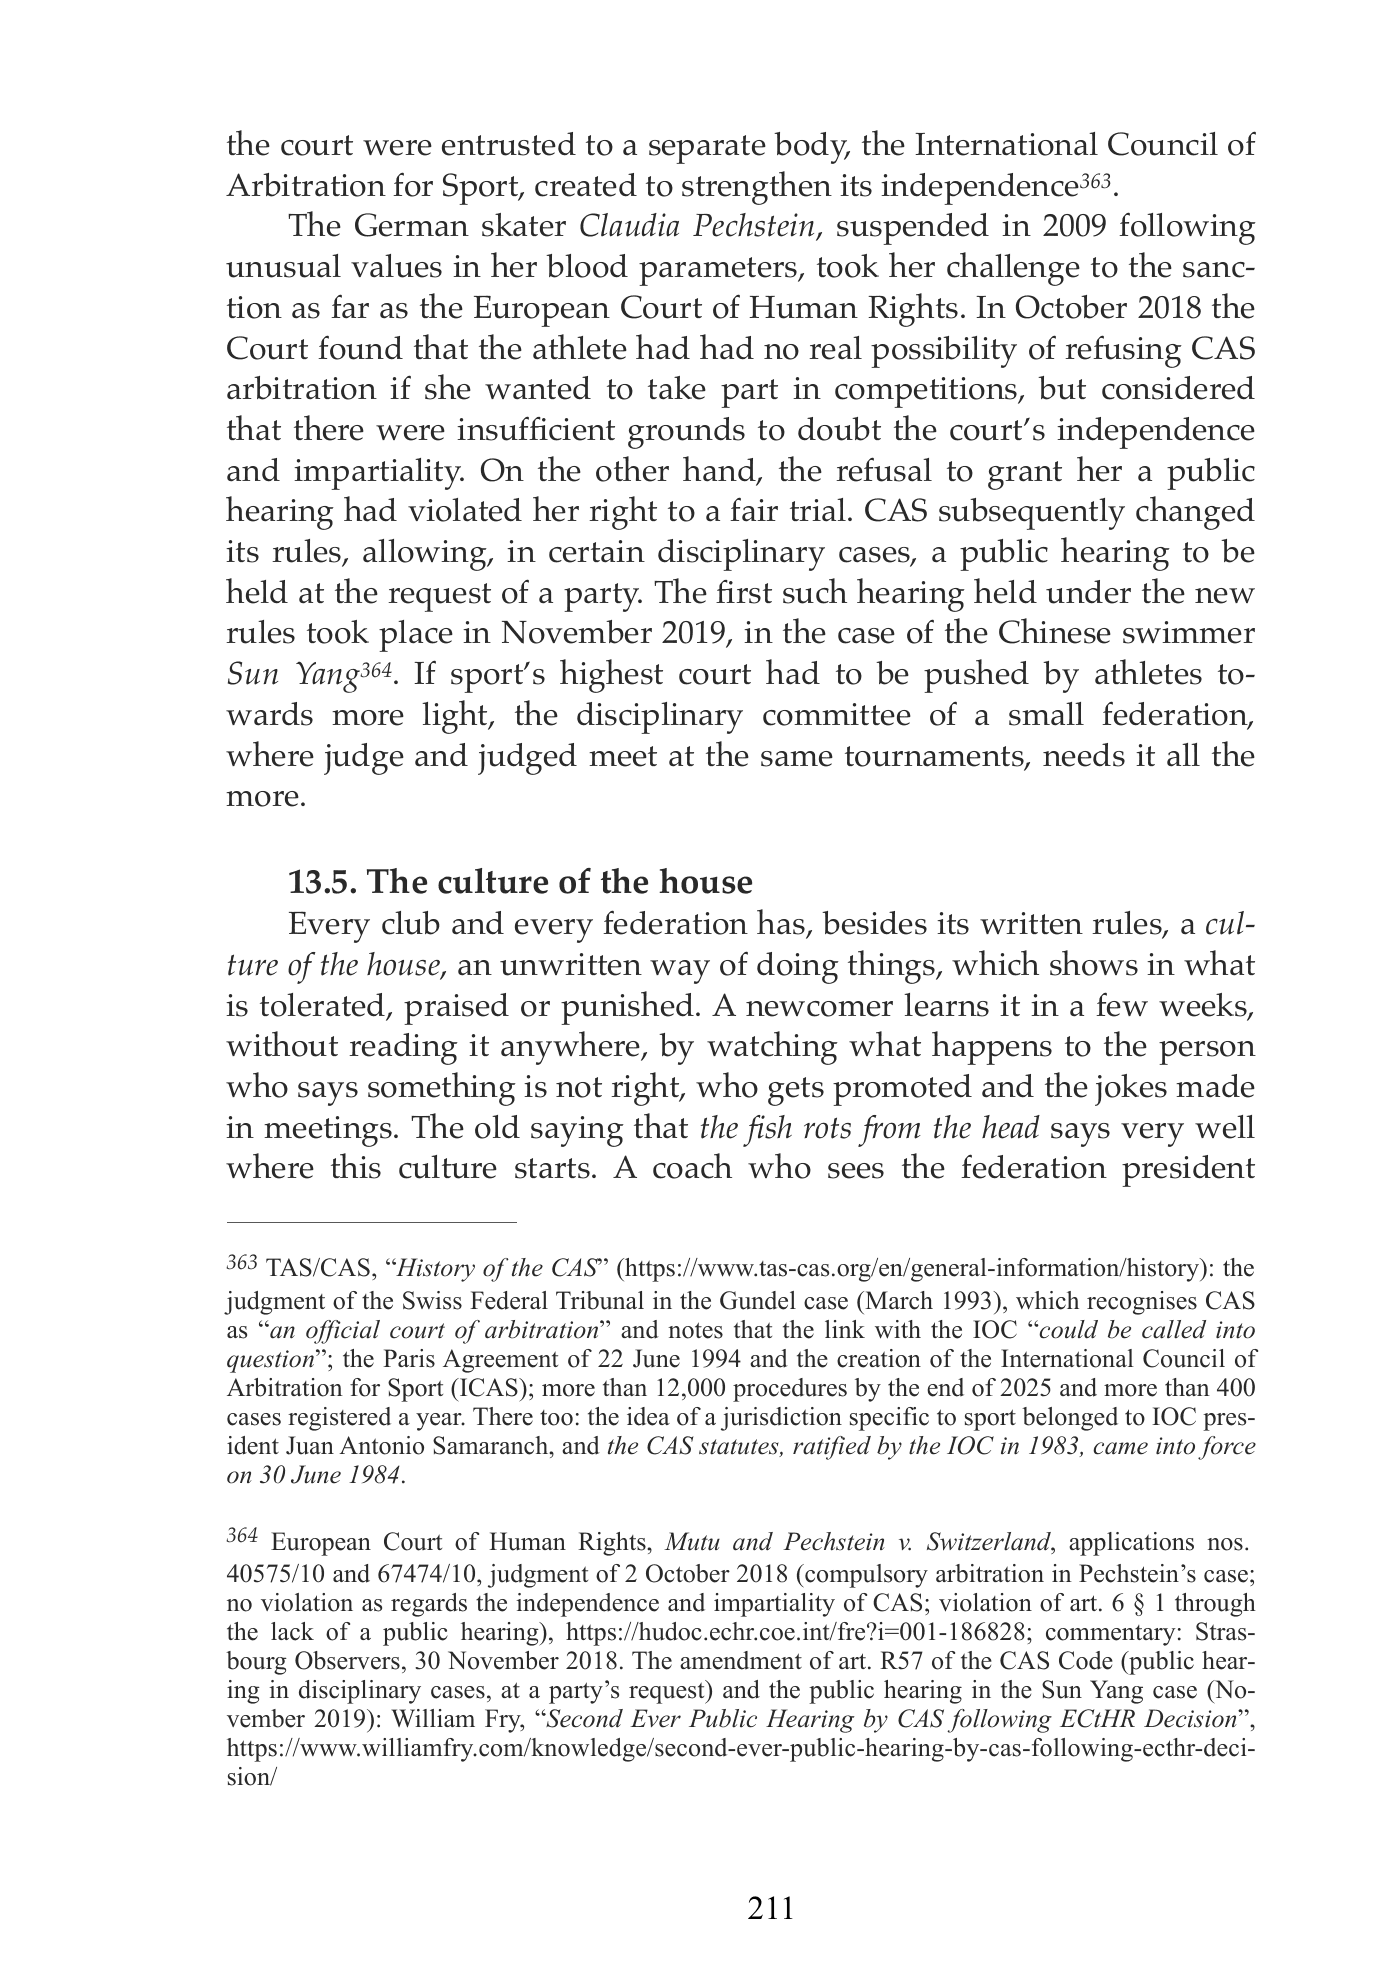 the court were entrusted to a separate body, the International Council of
Arbitration for Sport, created to strengthen its independence363.
The German skater Claudia Pechstein, suspended in 2009 following
unusual values in her blood parameters, took her challenge to the sanc-
tion as far as the European Court of Human Rights. In October 2018 the
Court found that the athlete had had no real possibility of refusing CAS
arbitration if she wanted to take part in competitions, but considered
that there were insufficient grounds to doubt the court’s independence
and impartiality. On the other hand, the refusal to grant her a public
hearing had violated her right to a fair trial. CAS subsequently changed
its rules, allowing, in certain disciplinary cases, a public hearing to be
held at the request of a party. The first such hearing held under the new
rules took place in November 2019, in the case of the Chinese swimmer
Sun Yang364. If sport’s highest court had to be pushed by athletes to-
wards more light, the disciplinary committee of a small federation,
where judge and judged meet at the same tournaments, needs it all the
more.
13.5. The culture of the house
Every club and every federation has, besides its written rules, a cul-
ture of the house, an unwritten way of doing things, which shows in what
is tolerated, praised or punished. A newcomer learns it in a few weeks,
without reading it anywhere, by watching what happens to the person
who says something is not right, who gets promoted and the jokes made
in meetings. The old saying that the fish rots from the head says very well
where this culture starts. A coach who sees the federation president
363 TAS/CAS, “History of the CAS” (https://www.tas-cas.org/en/general-information/history): the
judgment of the Swiss Federal Tribunal in the Gundel case (March 1993), which recognises CAS
as “an official court of arbitration” and notes that the link with the IOC “could be called into
question”; the Paris Agreement of 22 June 1994 and the creation of the International Council of
Arbitration for Sport (ICAS); more than 12,000 procedures by the end of 2025 and more than 400
cases registered a year. There too: the idea of a jurisdiction specific to sport belonged to IOC pres-
ident Juan Antonio Samaranch, and the CAS statutes, ratified by the IOC in 1983, came into force
on 30 June 1984.
364 European Court of Human Rights, Mutu and Pechstein v. Switzerland, applications nos.
40575/10 and 67474/10, judgment of 2 October 2018 (compulsory arbitration in Pechstein’s case;
no violation as regards the independence and impartiality of CAS; violation of art. 6 § 1 through
the lack of a public hearing), https://hudoc.echr.coe.int/fre?i=001-186828; commentary: Stras-
bourg Observers, 30 November 2018. The amendment of art. R57 of the CAS Code (public hear-
ing in disciplinary cases, at a party’s request) and the public hearing in the Sun Yang case (No-
vember 2019): William Fry, “Second Ever Public Hearing by CAS following ECtHR Decision”,
https://www.williamfry.com/knowledge/second-ever-public-hearing-by-cas-following-ecthr-deci-
sion/
211